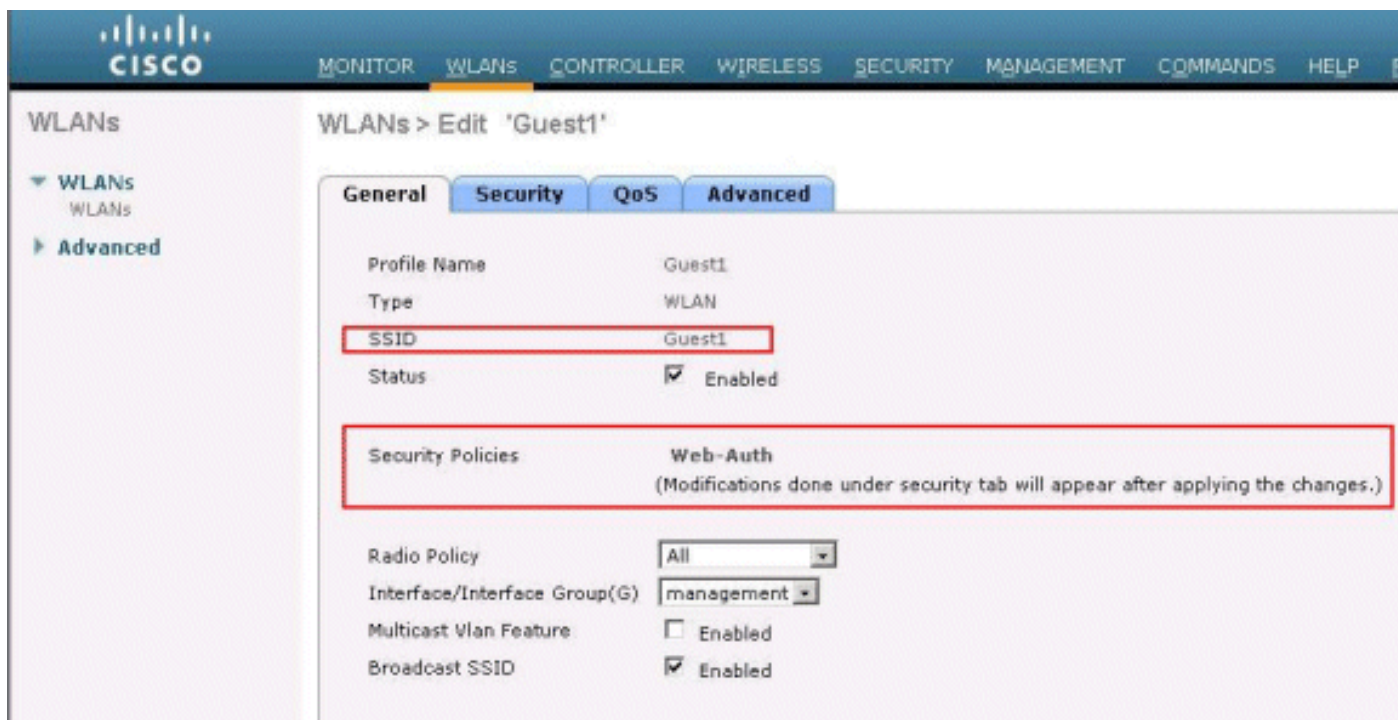 CISCO
MONITOR WLANs CONTROLLER WIRELESS SECURITY MANAGEMENT COMMANDS HELP
WLANs
WLANs
WLANs
Advanced
WLANs > Edit 'Guest1'
General Security QoS Advanced
Profile Name Guest1
Type WLAN
SSID Guest1
Status Enabled
Security Policies Web-Auth
(Modifications done under security tab will appear after applying the changes.)
Radio Policy All
Interface/Interface Group(G) management
Multicast Vlan Feature Enabled
Broadcast SSID Enabled